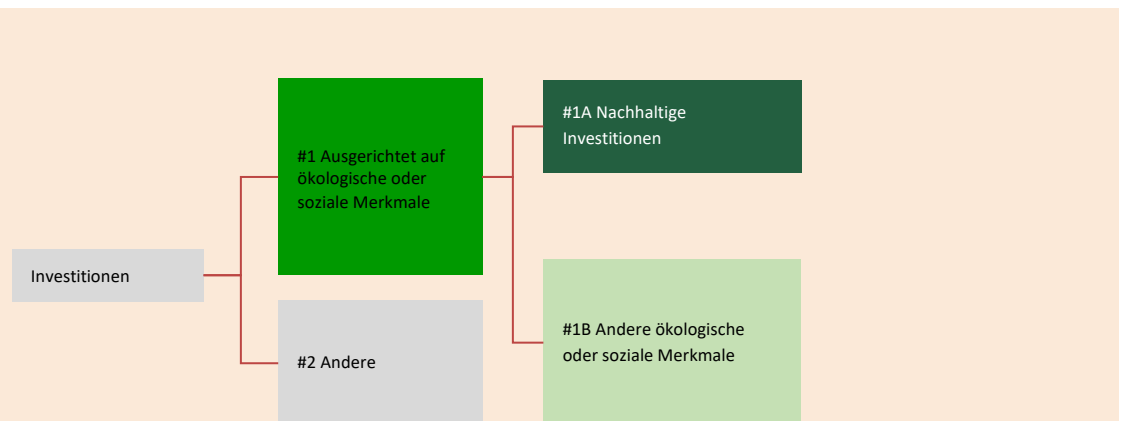 #1A Nachhaltige
Investitionen
#1 Ausgerichtet auf
ökologische oder
soziale Merkmale
Investitionen
#1B Andere ökologische
oder soziale Merkmale
#2 Andere